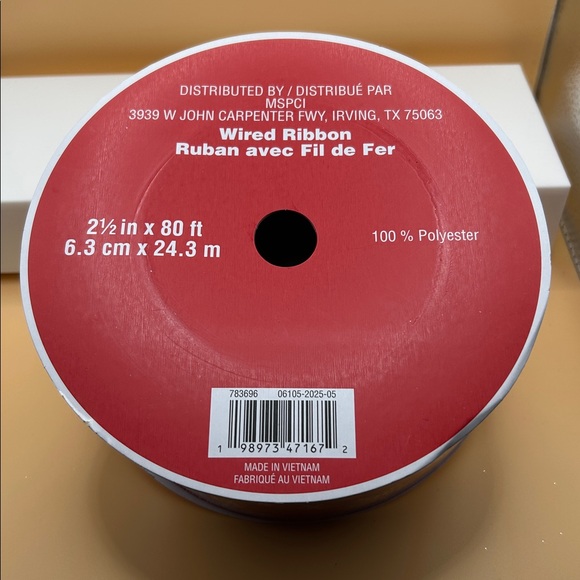 DISTRIBUTED BY / DISTRIBUÉ PAR
MSPCI
3939 W JOHN CARPENTER FWY, IRVING, TX 75063
Wired Ribbon
Ruban avec Fil de Fer
2½ in x 80 ft
6.3 cm x 24.3 m
100 % Polyester
783696 06105-2025-05
1 98973 47167 2
MADE IN VIETNAM
FABRIQUÉ AU VIETNAM